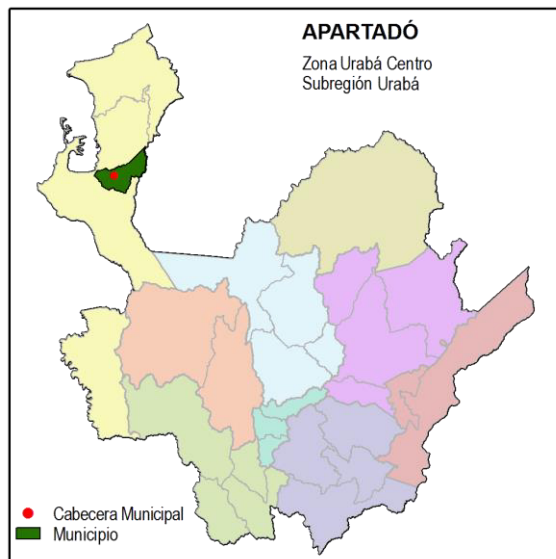 APARTADÓ
Zona Urabá Centro
Subregión Urabá
Cabecera Municipal
Municipio